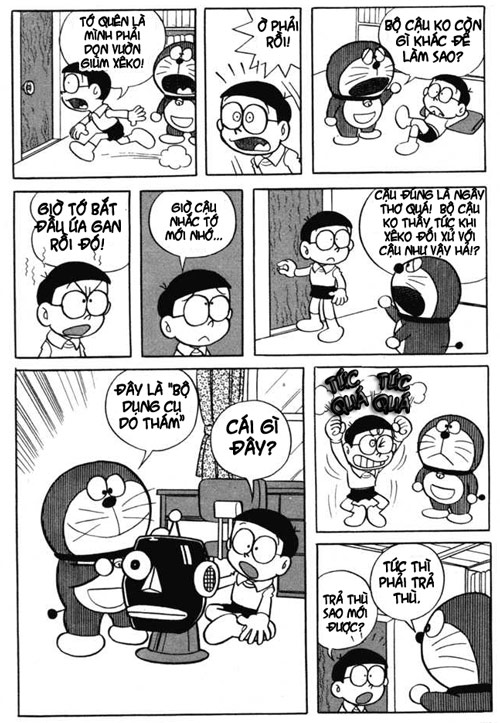 BỘ CẬU KO CÒN
GÌ KHÁC ĐỂ
LÀM SAO?
Ờ PHẢI
RỒI!
TỚ QUÊN LÀ
MÌNH PHẢI
DỌN VƯỜN
GIÙM XÊKO!
CẬU ĐÚNG LÀ NGÂY
THƠ QUÁ! BỘ CẬU
KO THẤY TỨC KHI
XÊKO ĐỐI XỬ VỚI
CẬU NHƯ VẬY HẢ!?
GIỜ CẬU
NHẮC TỚ
MỚI NHỚ...
GIỜ TỚ BẮT
ĐẦU ỨA GAN
RỒI ĐÓ!
TỨC
QUÁ
TỨC
QUÁ
TỨC THÌ
PHẢI TRẢ
THÙ.
TRẢ THÙ
SAO MỚI
ĐƯỢC?
CÁI GÌ
ĐÂY?
ĐÂY LÀ "BỘ
DỤNG CỤ
DO THÁM"